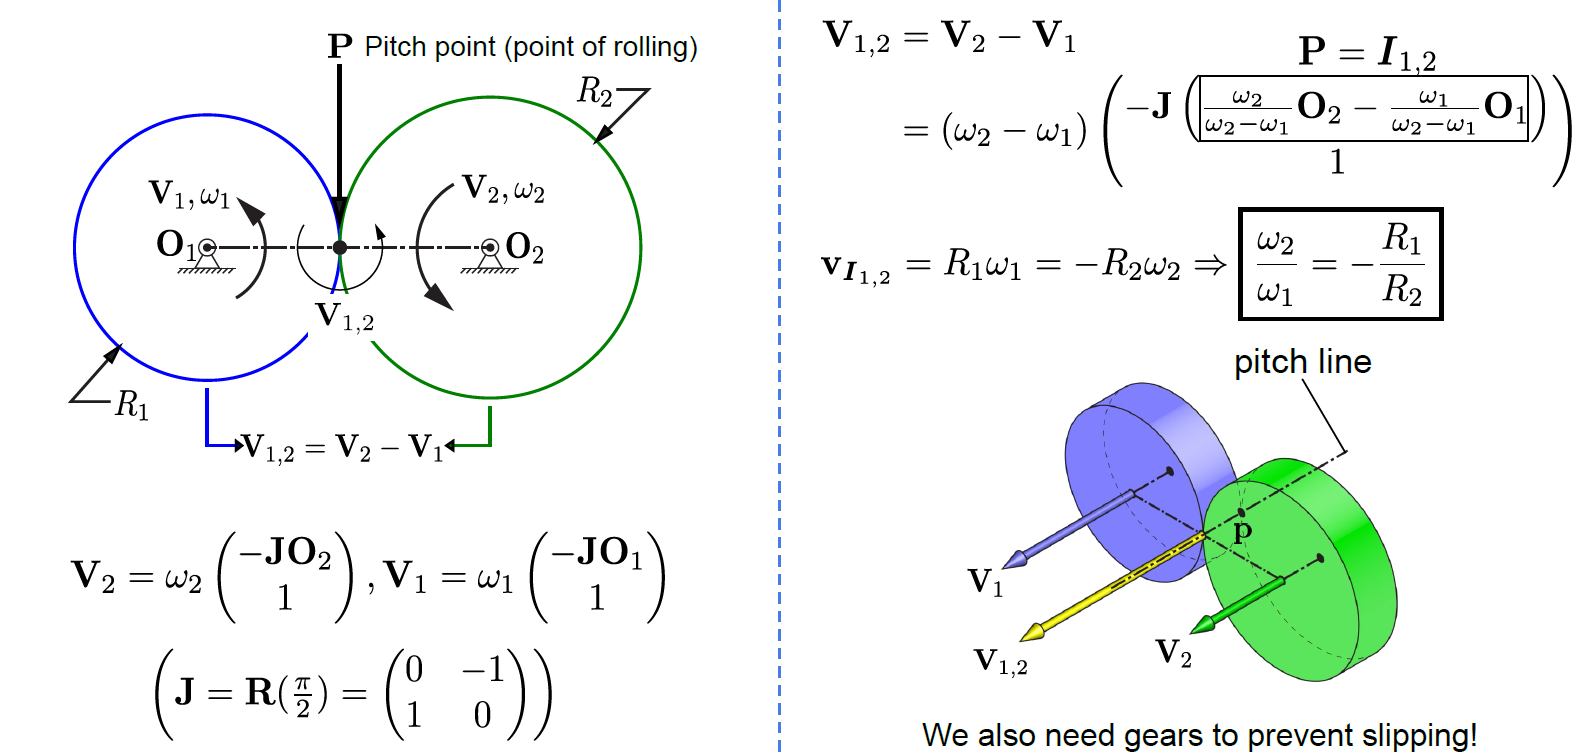 P Pitch point (point of rolling)
R₂
V₁, ω₁
V₂, ω₂
O₁
O₂
V₁,₂
R₁
V₁,₂ = V₂ − V₁
V₂ = ω₂ (−JO₂ 1), V₁ = ω₁ (−JO₁ 1)
(J = R(π/2) = (0 −1 1 0))
V₁,₂ = V₂ − V₁
P = I₁,₂
= (ω₂ − ω₁) (−J (ω₂/(ω₂−ω₁) O₂ − ω₁/(ω₂−ω₁) O₁) 1)
v_I₁,₂ = R₁ω₁ = −R₂ω₂ ⇒ ω₂/ω₁ = −R₁/R₂
pitch line
p
V₁
V₁,₂
V₂
We also need gears to prevent slipping!